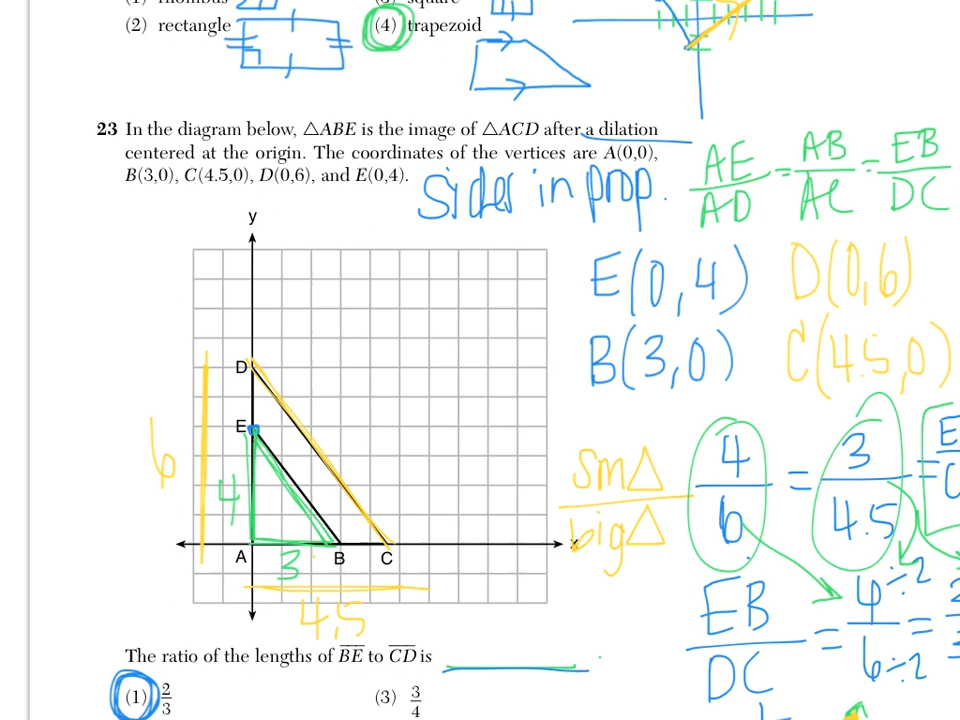 (2) rectangle (4) trapezoid
23 In the diagram below, △ABE is the image of △ACD after a dilation
centered at the origin. The coordinates of the vertices are A(0,0),
B(3,0), C(4.5,0), D(0,6), and E(0,4).
Sides in prop.
AE/AD = AB/AC = EB/DC
y
E(0,4) D(0,6)
B(3,0) C(4.5,0)
D
E
6
4
sm△/big△ 4/6 = 3/4.5 =
x
A B C
3
4.5
EB/DC = 4÷2/6÷2 =
The ratio of the lengths of B̅E̅ to C̅D̅ is
(1) 2/3 (3) 3/4